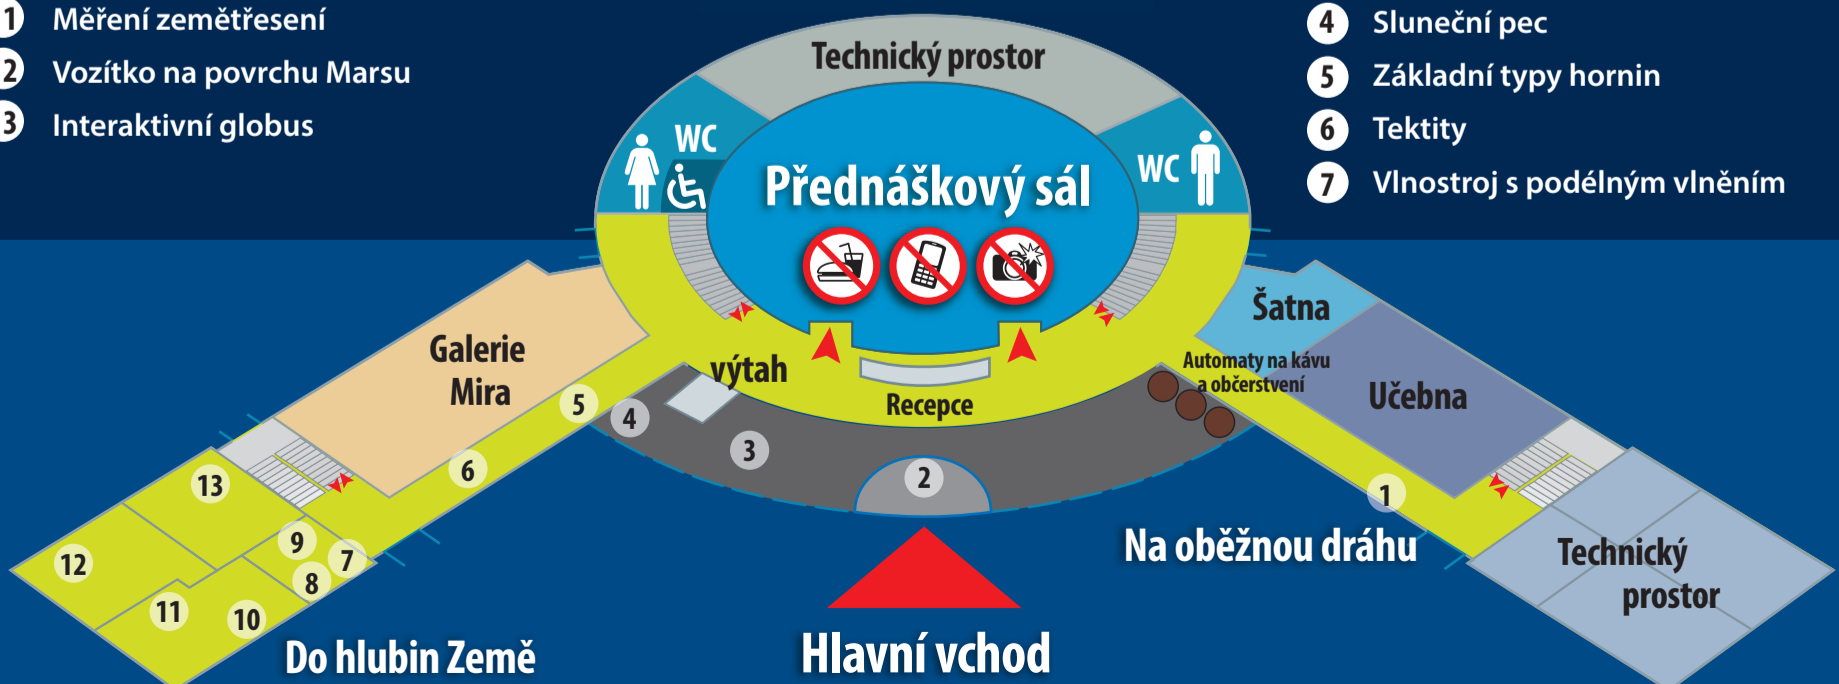 1 Měření zemětřesení
2 Vozítko na povrchu Marsu
3 Interaktivní globus
4 Sluneční pec
5 Základní typy hornin
6 Tektity
7 Vlnostroj s podélným vlněním
Technický prostor
WC
WC
Přednáškový sál
Šatna
Galerie
Mira
výtah
Automaty na kávu
a občerstvení
Učebna
Recepce
5
4
3
2
1
6
13
9
7
8
12
11
10
Na oběžnou dráhu
Technický
prostor
Do hlubin Země
Hlavní vchod